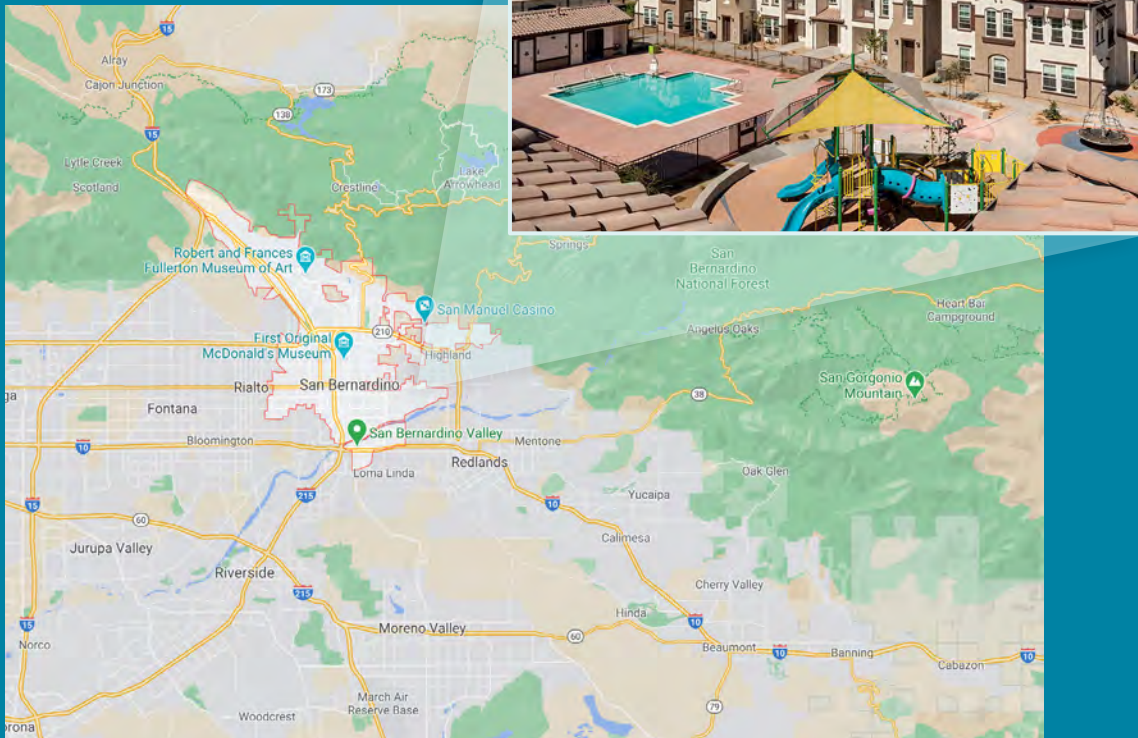 15
Alray
Cajon Junction
173
138
15
Lytle Creek
Scotland
Crestline
Lake
Arrowhead
Robert and Frances
Fullerton Museum of Art
Springs
San
Bernardino
National Forest
San Manuel Casino
Heart Bar
Campground
210
Angelus Oaks
First Original
McDonald's Museum
Highland
Rialto
San Bernardino
San Gorgonio
Mountain
38
ga
Fontana
San Bernardino Valley
Bloomington
10
Mentone
Redlands
Loma Linda
Oak Glen
215
Yucaipa
15
10
60
Calimesa
Jurupa Valley
Riverside
Cherry Valley
215
Hinda
10
Moreno Valley
15
60
Norco
Beaumont
10
Banning
10
Cabazon
March Air
Reserve Base
79
Woodcrest
orona